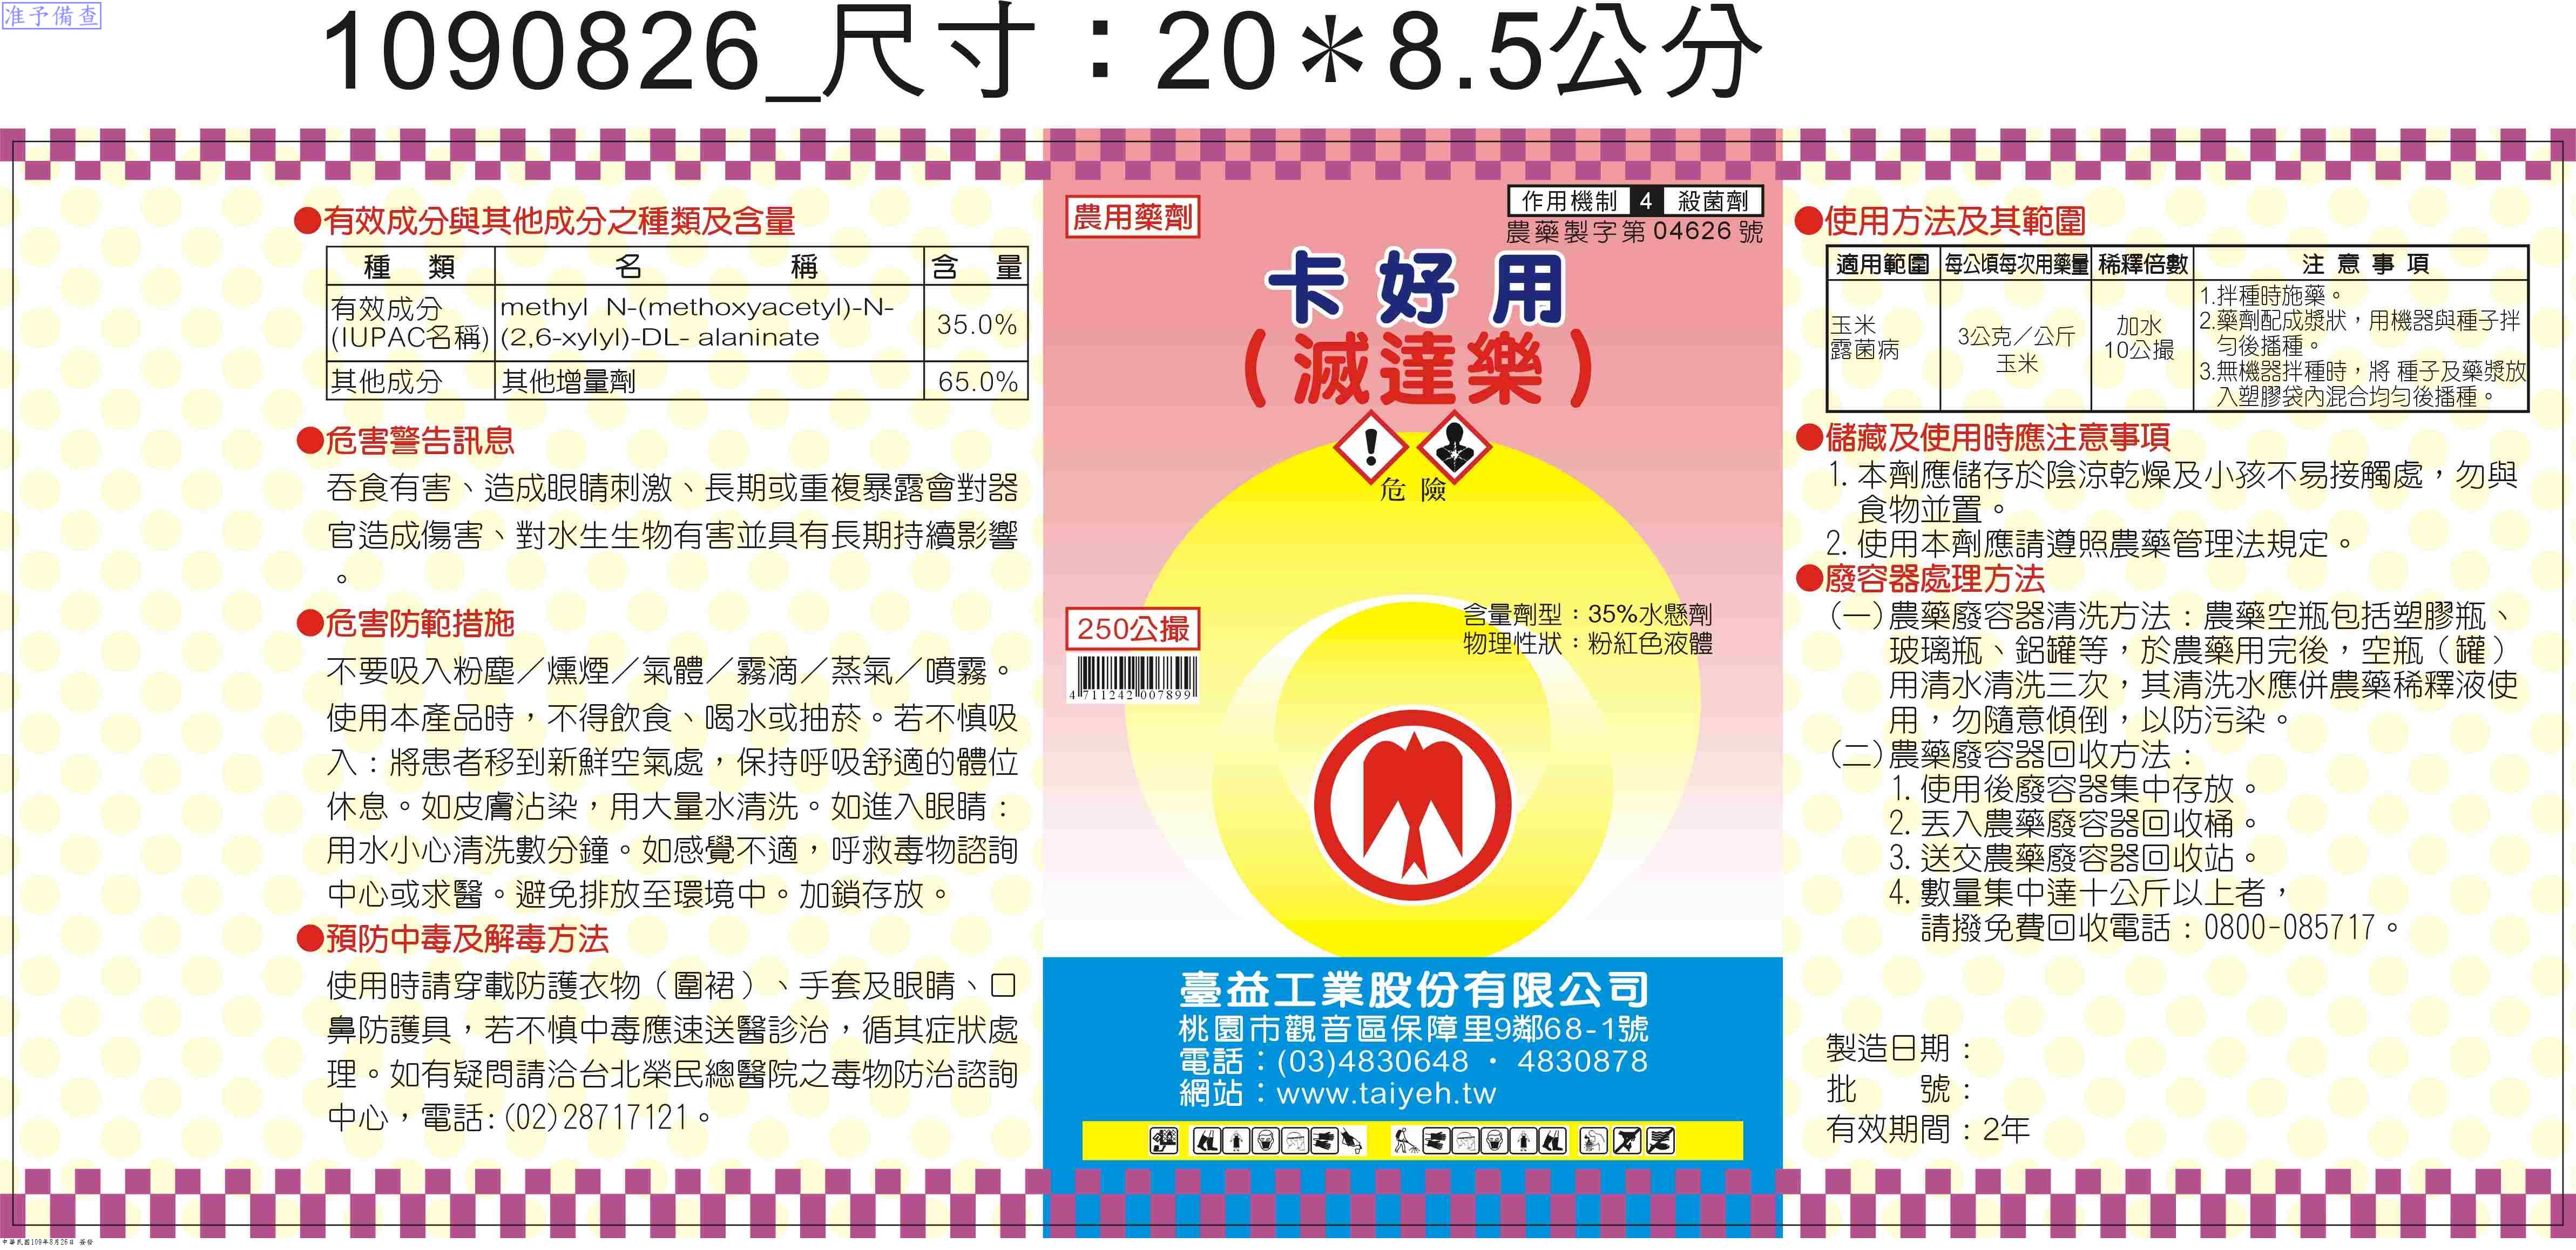 准予備查
1090826_尺寸：20＊8.5公分
●有效成分與其他成分之種類及含量
種 類 名 稱 含 量
有效成分 (IUPAC名稱) methyl N-(methoxyacetyl)-N-(2,6-xylyl)-DL- alaninate 35.0%
其他成分 其他增量劑 65.0%
●危害警告訊息
吞食有害、造成眼睛刺激、長期或重複暴露會對器
官造成傷害、對水生生物有害並具有長期持續影響
。
●危害防範措施
不要吸入粉塵／燻煙／氣體／霧滴／蒸氣／噴霧。
使用本產品時，不得飲食、喝水或抽菸。若不慎吸
入：將患者移到新鮮空氣處，保持呼吸舒適的體位
休息。如皮膚沾染，用大量水清洗。如進入眼睛：
用水小心清洗數分鐘。如感覺不適，呼救毒物諮詢
中心或求醫。避免排放至環境中。加鎖存放。
●預防中毒及解毒方法
使用時請穿載防護衣物（圍裙）、手套及眼睛、口
鼻防護具，若不慎中毒應速送醫診治，循其症狀處
理。如有疑問請洽台北榮民總醫院之毒物防治諮詢
中心，電話:(02)28717121。
農用藥劑
作用機制 4 殺菌劑
農藥製字第 04626 號
卡好用
(滅達樂)
危險
250公撮
4 711242 007899
含量劑型：35%水懸劑
物理性狀：粉紅色液體
臺益工業股份有限公司
桃園市觀音區保障里9鄰68-1號
電話：(03)4830648 ・ 4830878
網站：www.taiyeh.tw
●使用方法及其範圍
適用範圍 每公頃每次用藥量 稀釋倍數 注 意 事 項
玉米
露菌病
3公克／公斤
玉米
加水
10公撮
1.拌種時施藥。
2.藥劑配成漿狀，用機器與種子拌
勻後播種。
3.無機器拌種時，將 種子及藥漿放
入塑膠袋內混合均勻後播種。
●儲藏及使用時應注意事項
1.本劑應儲存於陰涼乾燥及小孩不易接觸處，勿與
食物並置。
2.使用本劑應請遵照農藥管理法規定。
●廢容器處理方法
(一)農藥廢容器清洗方法：農藥空瓶包括塑膠瓶、
玻璃瓶、鋁罐等，於農藥用完後，空瓶（罐）
用清水清洗三次，其清洗水應併農藥稀釋液使
用，勿隨意傾倒，以防污染。
(二)農藥廢容器回收方法：
1.使用後廢容器集中存放。
2.丟入農藥廢容器回收桶。
3.送交農藥廢容器回收站。
4.數量集中達十公斤以上者，
請撥免費回收電話：0800-085717。
製造日期：
批 號：
有效期間：2年
中華民國109年8月26日 簽發